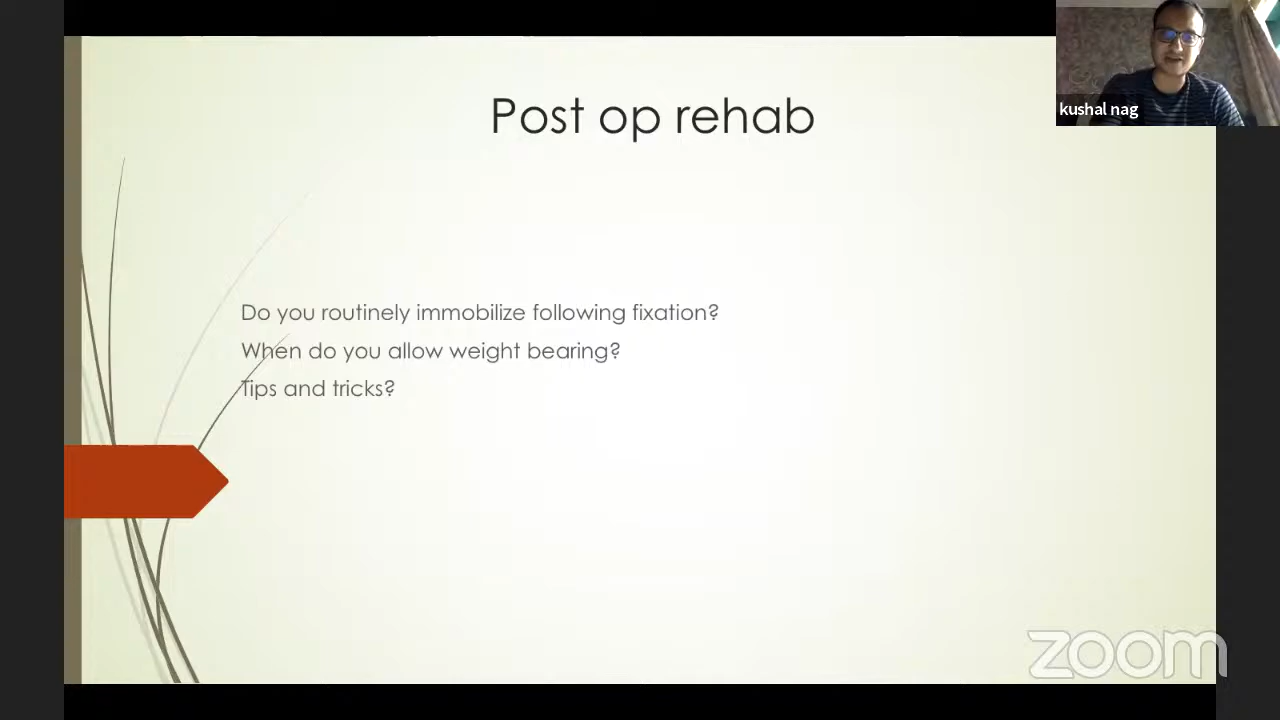 Post op rehab
kushal nag
Do you routinely immobilize following fixation?
When do you allow weight bearing?
Tips and tricks?
zoom